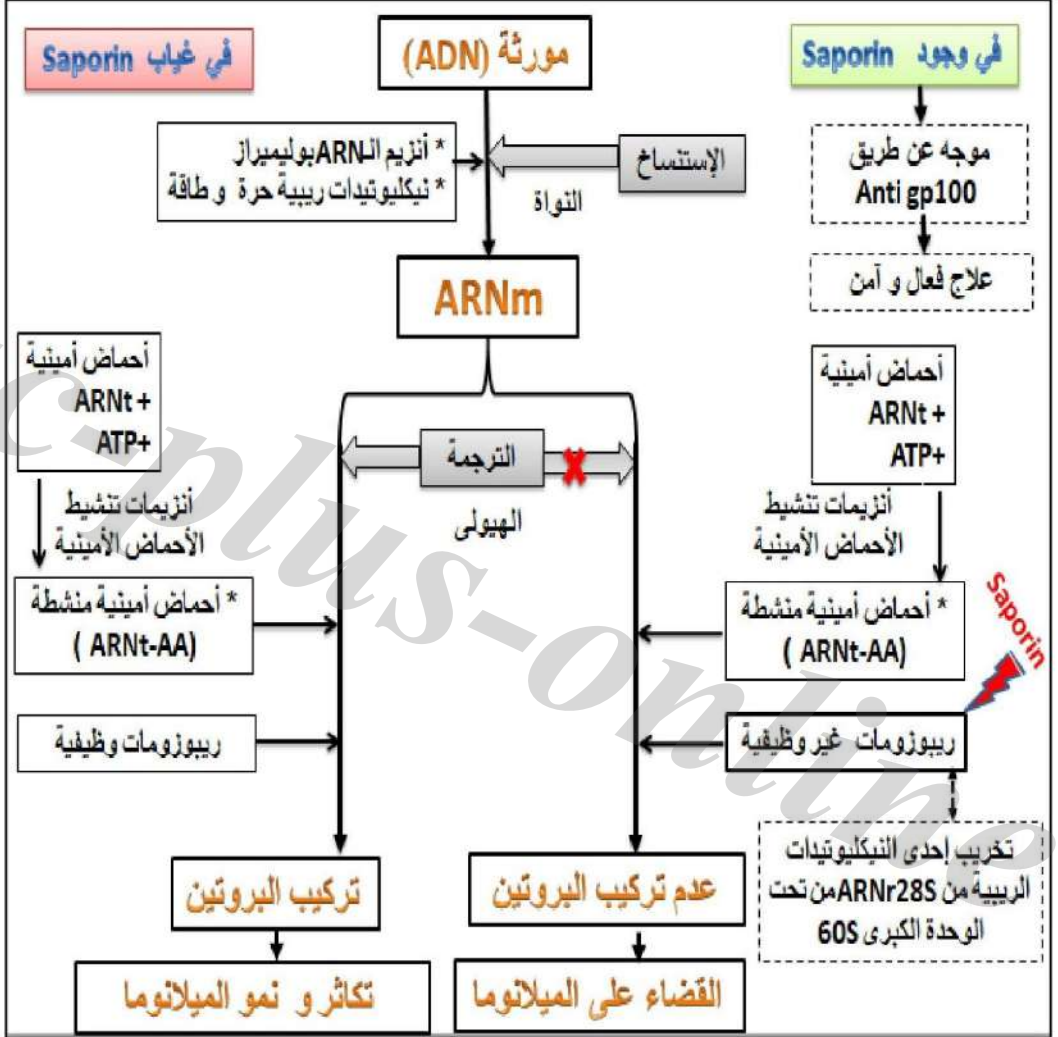 في وجود Saporin
مورثة (ADN)
في غياب Saporin
موجه عن طريق
Anti gp100
علاج فعال و آمن
الإستنساخ
* أنزيم الـARNبوليميراز
* نيكليوتيدات ريبية حرة و طاقة
النواة
ARNm
أحماض أمينية
ARNt +
ATP+
أنزيمات تنشيط
الأحماض الأمينية
* أحماض أمينية منشطة
( ARNt-AA)
Saporin
ريبوزومات غير وظيفية
تخريب إحدى النيكليوتيدات
الريبية من ARNr28Sمن تحت
الوحدة الكبرى 60S
الترجمة
الهيولى
أحماض أمينية
ARNt +
ATP+
أنزيمات تنشيط
الأحماض الأمينية
* أحماض أمينية منشطة
( ARNt-AA)
ريبوزومات وظيفية
عدم تركيب البروتين
تركيب البروتين
القضاء على الميلانوما
تكاثر و نمو الميلانوما
c-plus-online